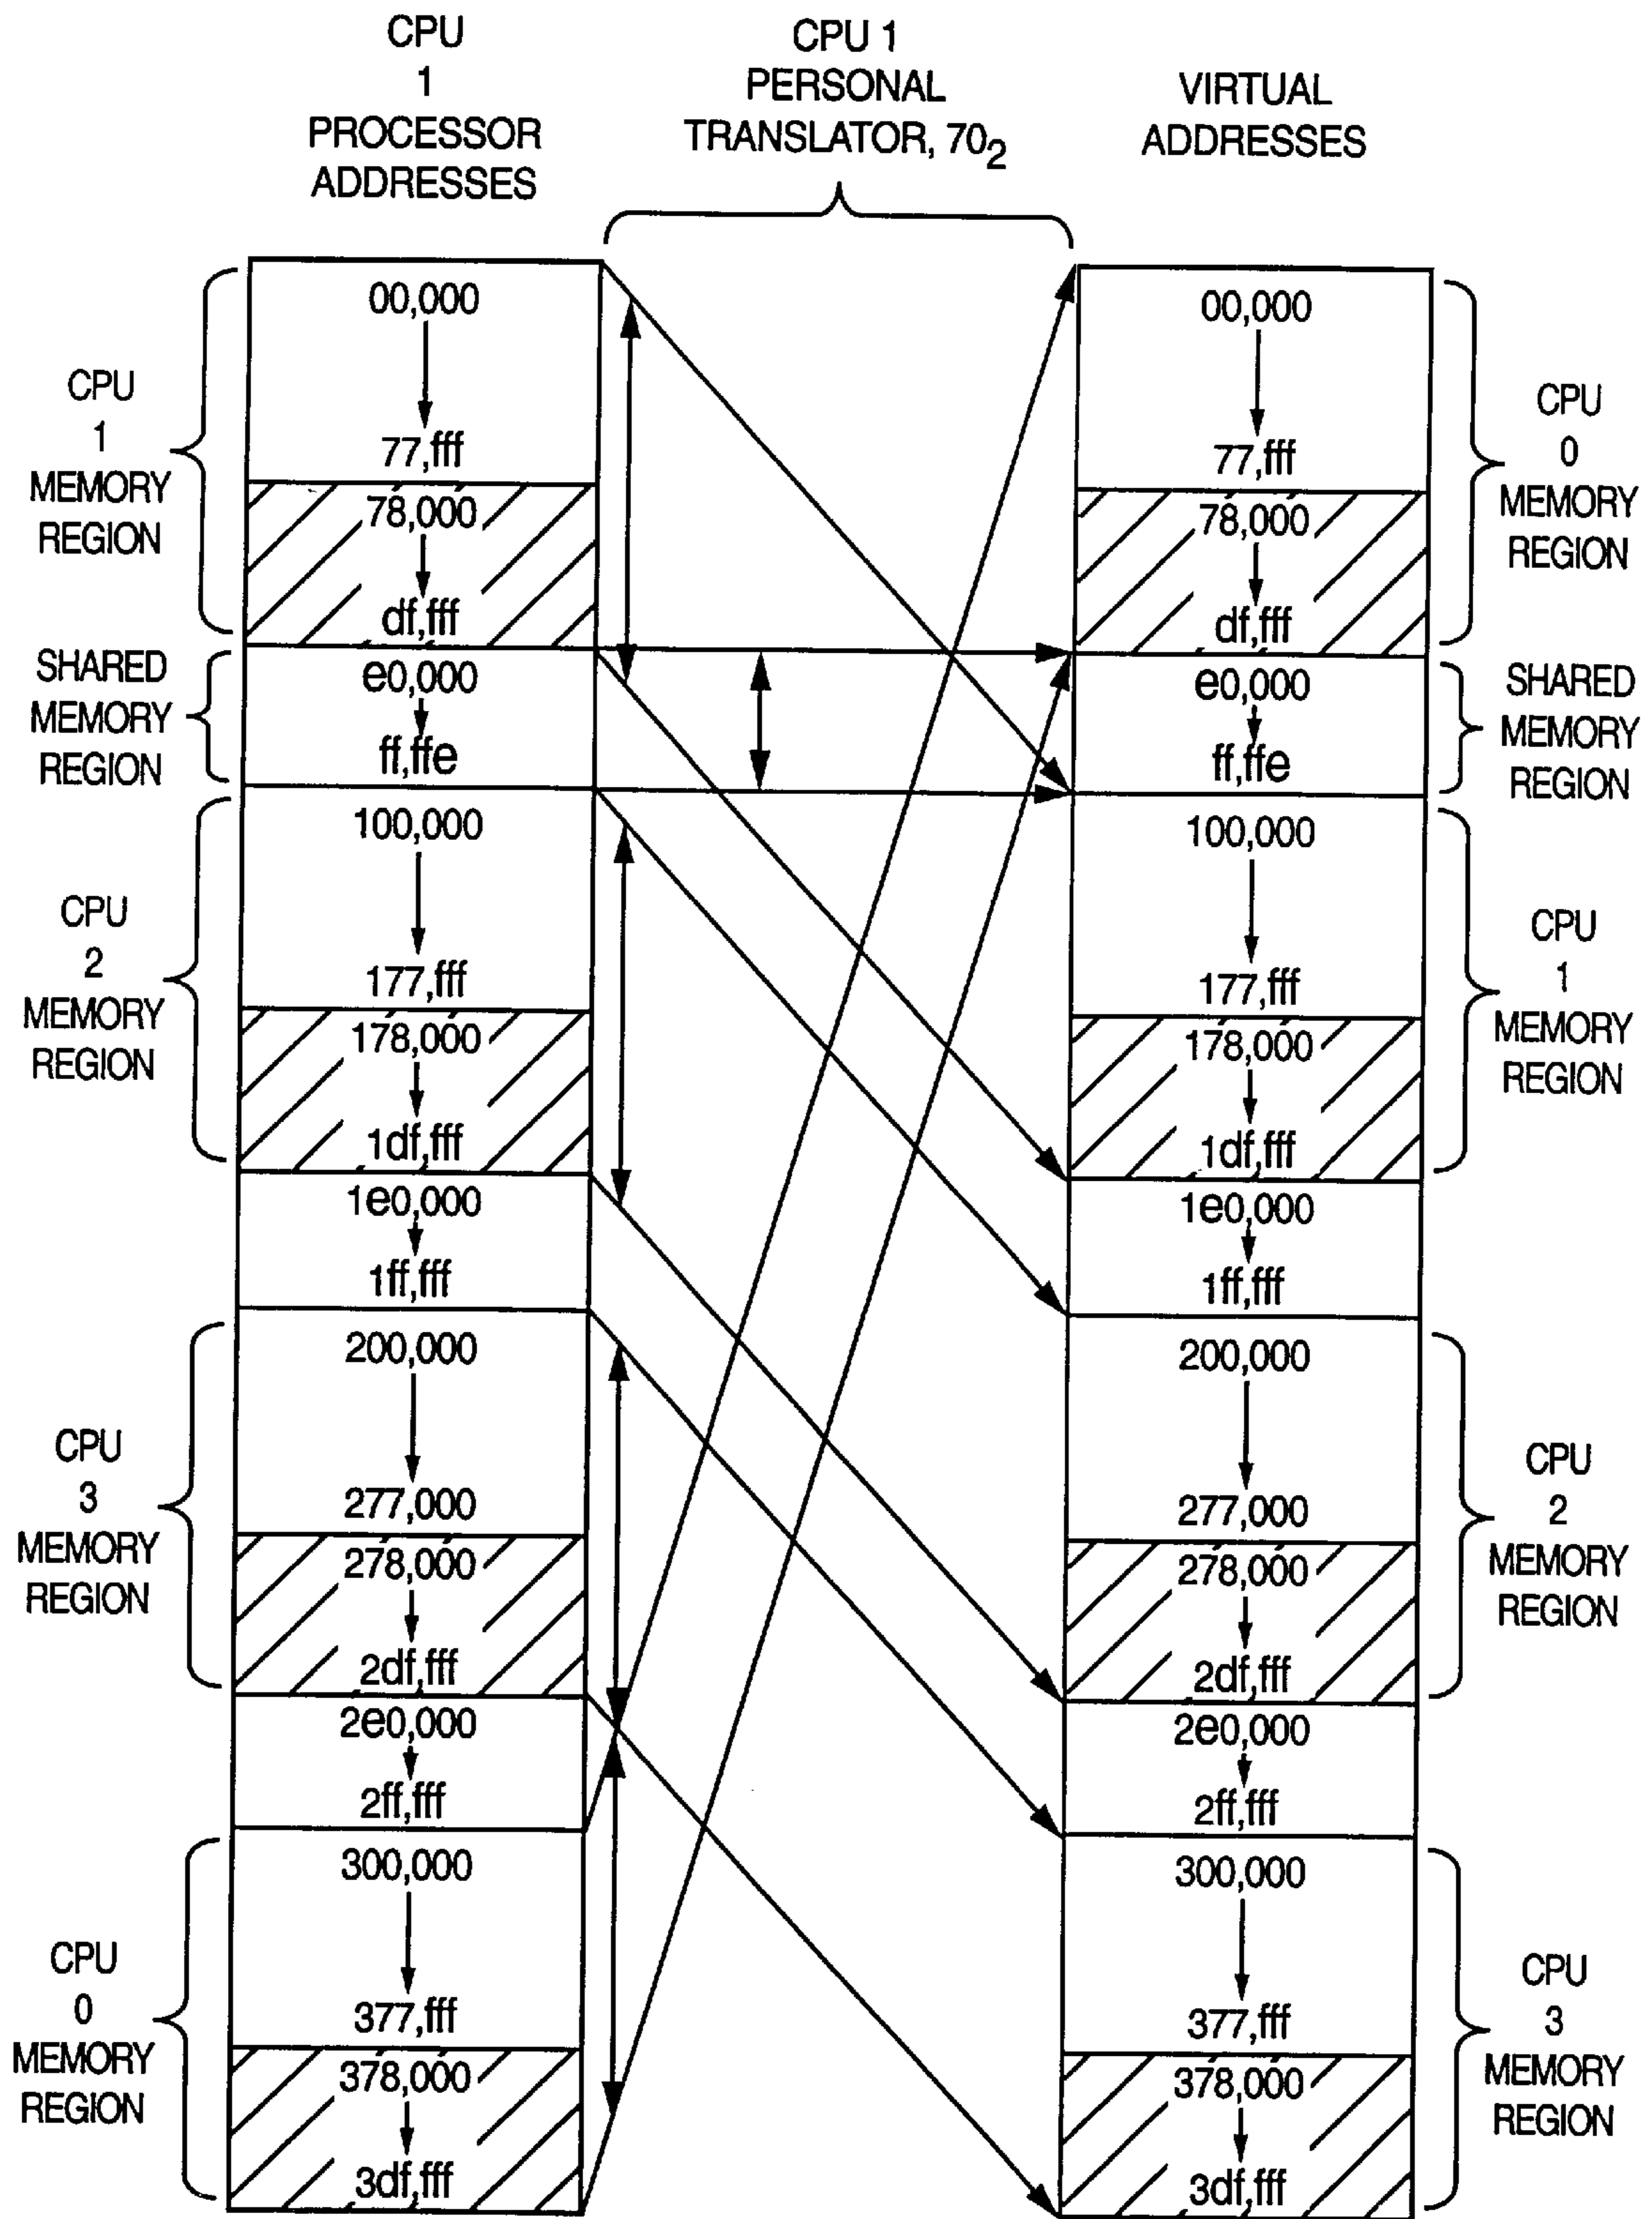 CPU
1
PROCESSOR
ADDRESSES
CPU 1
PERSONAL
TRANSLATOR, 70₂
VIRTUAL
ADDRESSES
CPU
1
MEMORY
REGION
SHARED
MEMORY
REGION
CPU
2
MEMORY
REGION
CPU
3
MEMORY
REGION
CPU
0
MEMORY
REGION
00,000
77,fff
78,000
df,fff
e0,000
ff,ffe
100,000
177,fff
178,000
1df,fff
1e0,000
1ff,fff
200,000
277,000
278,000
2df,fff
2e0,000
2ff,fff
300,000
377,fff
378,000
3df,fff
00,000
77,fff
78,000
df,fff
e0,000
ff,ffe
100,000
177,fff
178,000
1df,fff
1e0,000
1ff,fff
200,000
277,000
278,000
2df,fff
2e0,000
2ff,fff
300,000
377,fff
378,000
3df,fff
CPU
0
MEMORY
REGION
SHARED
MEMORY
REGION
CPU
1
MEMORY
REGION
CPU
2
MEMORY
REGION
CPU
3
MEMORY
REGION